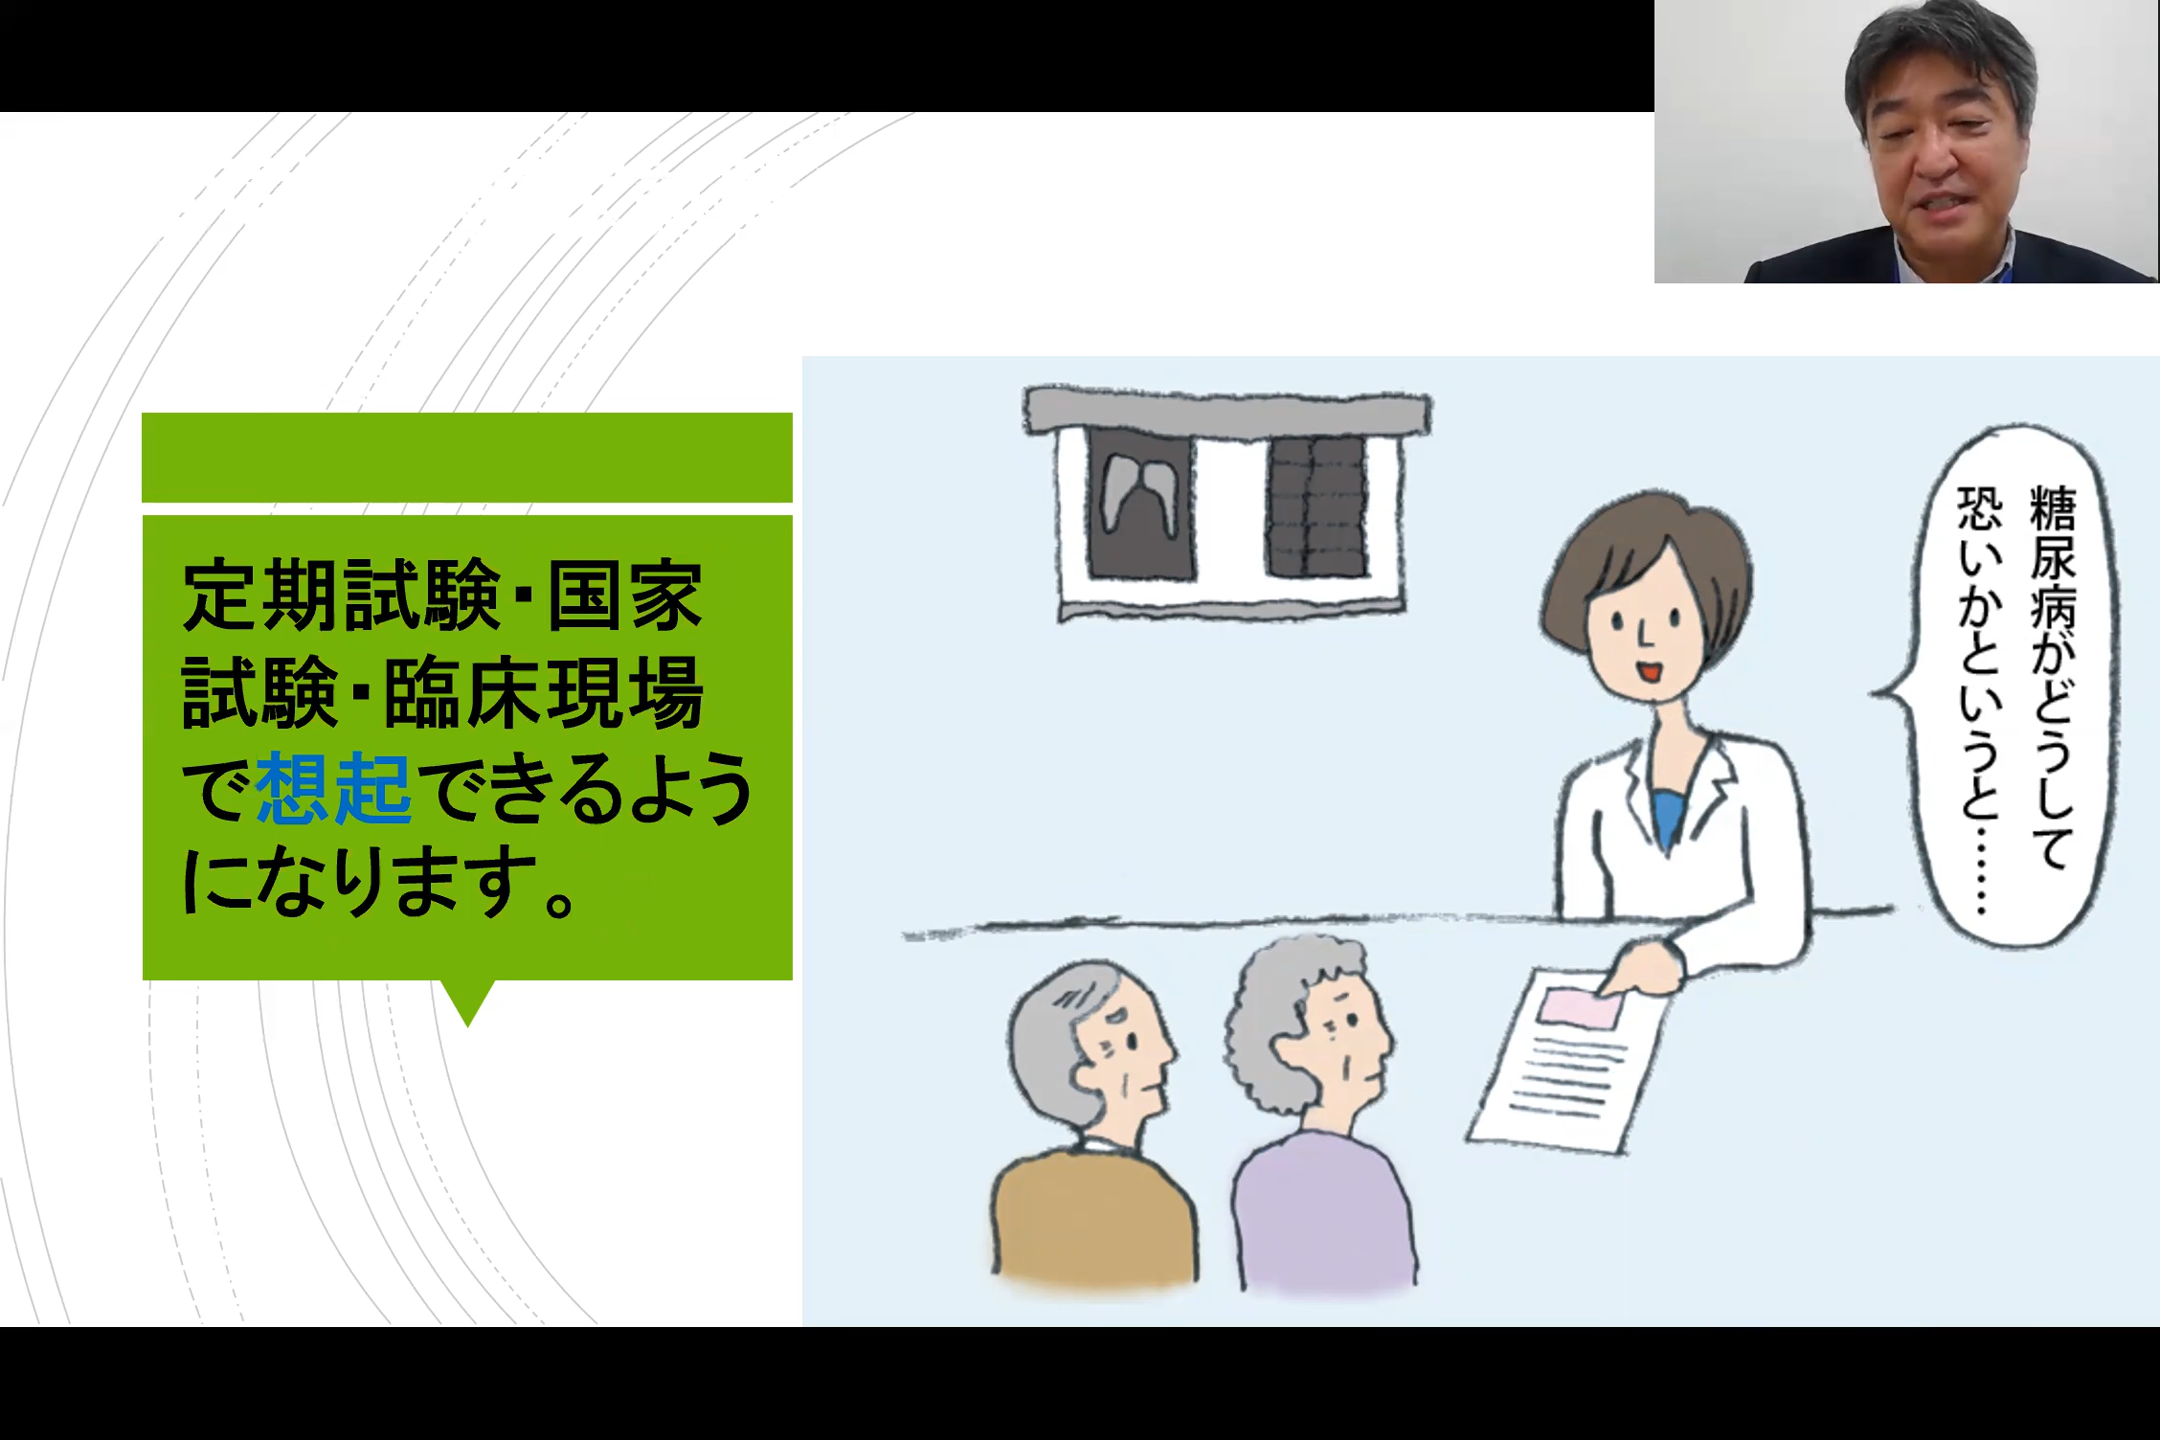 定期試験・国家
試験・臨床現場
で想起できるよう
になります。
糖尿病がどうして
恐いかというと……